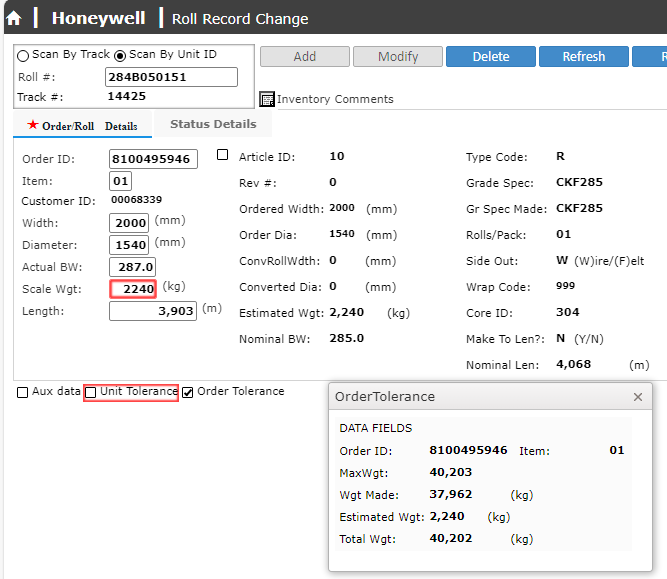 Honeywell | Roll Record Change
Scan By Track Scan By Unit ID
Add Modify Delete Refresh R
Roll #: 284B050151
Track #: 14425
Inventory Comments
★ Order/Roll Details Status Details
Order ID: 8100495946 Article ID: 10 Type Code: R
Item: 01 Rev #: 0 Grade Spec: CKF285
Customer ID: 00068339 Ordered Width: 2000 (mm) Gr Spec Made: CKF285
Width: 2000 (mm) Order Dia: 1540 (mm) Rolls/Pack: 01
Diameter: 1540 (mm) ConvRollWdth: 0 (mm) Side Out: W (W)ire/(F)elt
Actual BW: 287.0 Converted Dia: 0 (mm) Wrap Code: 999
Scale Wgt: 2240 (kg) Estimated Wgt: 2,240 (kg) Core ID: 304
Length: 3,903 (m) Nominal BW: 285.0 Make To Len?: N (Y/N)
Nominal Len: 4,068 (m)
Aux data Unit Tolerance Order Tolerance
OrderTolerance ×
DATA FIELDS
Order ID: 8100495946 Item: 01
MaxWgt: 40,203
Wgt Made: 37,962 (kg)
Estimated Wgt: 2,240 (kg)
Total Wgt: 40,202 (kg)